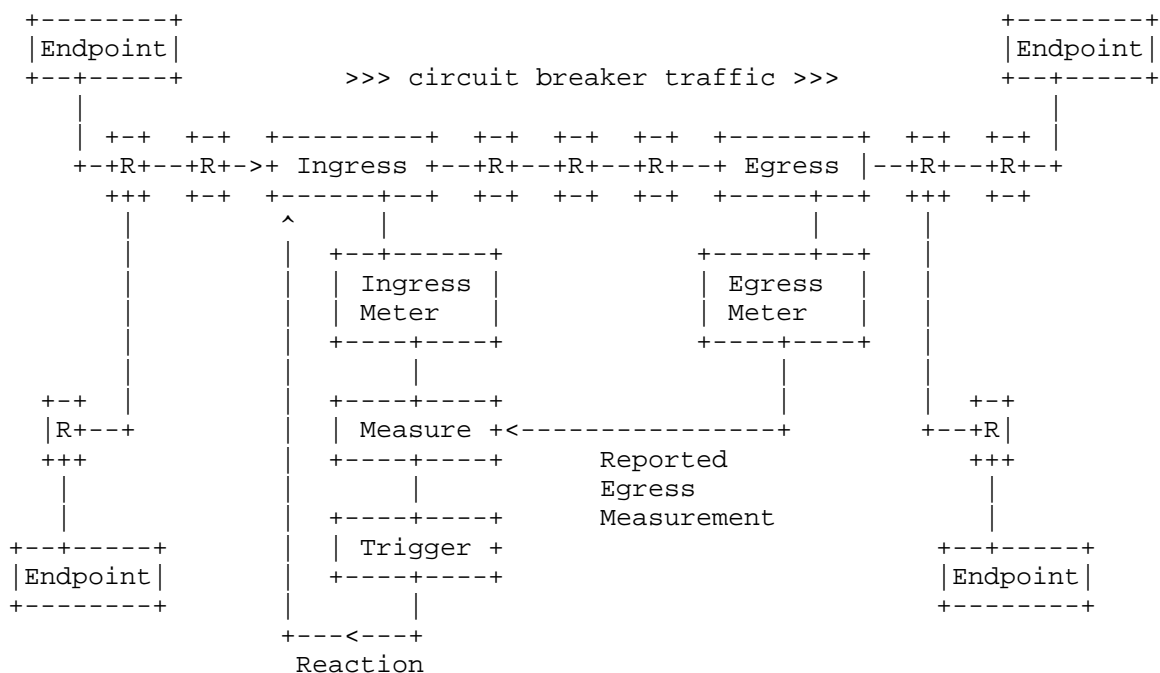 Endpoint Endpoint
>>> circuit breaker traffic >>>
R R > Ingress R R R Egress R R
^
Ingress Egress
Meter Meter
R Measure < R
Reported
Egress
Measurement
Trigger
Endpoint Endpoint
<
Reaction